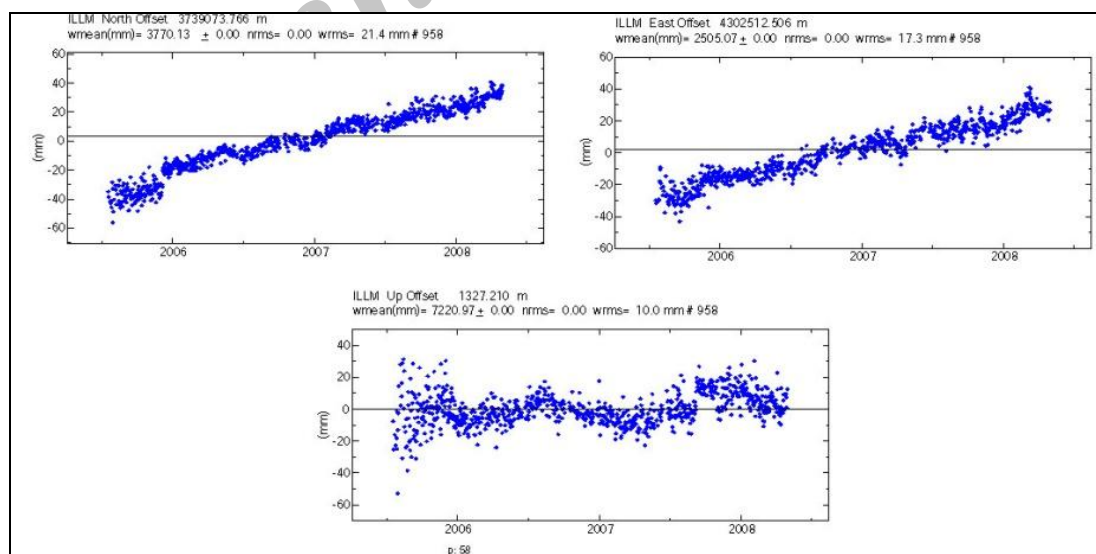 ILLM North Offset 3739073.766 m
wmean(mm)= 3770.13 ± 0.00 nrms= 0.00 wrms= 21.4 mm # 958
60
40
20
0
-20
-40
-60
(mm)
2006 2007 2008
ILLM East Offset 4302512.506 m
wmean(mm)= 2505.07 ± 0.00 nrms= 0.00 wrms= 17.3 mm # 958
60
40
20
0
-20
-40
-60
(mm)
2006 2007 2008
ILLM Up Offset 1327.210 m
wmean(mm)= 7220.97 ± 0.00 nrms= 0.00 wrms= 10.0 mm # 958
40
20
0
-20
-40
-60
(mm)
2006 2007 2008
p: 58